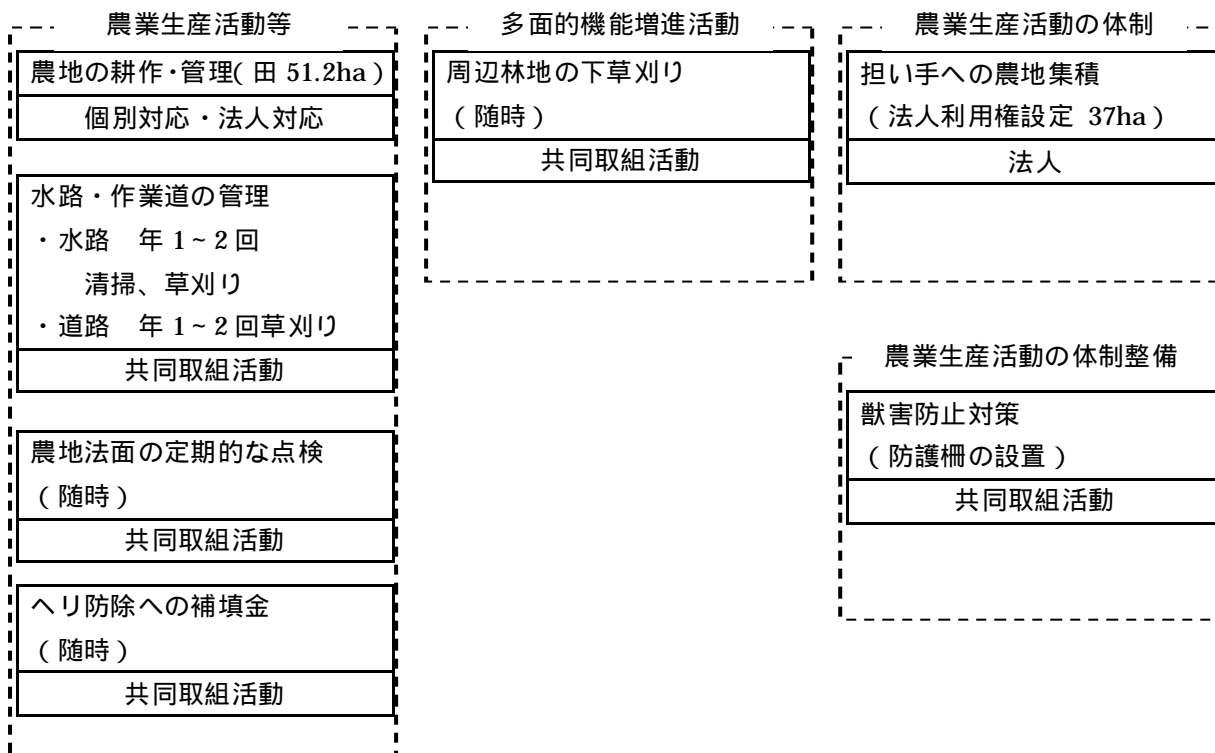 農業生産活動等
農地の耕作・管理(田 51.2ha)
個別対応・法人対応
水路・作業道の管理
・水路　年1~2回
清掃、草刈り
・道路　年1~2回草刈り
共同取組活動
農地法面の定期的な点検
(随時)
共同取組活動
ヘリ防除への補填金
(随時)
共同取組活動
多面的機能増進活動
周辺林地の下草刈り
(随時)
共同取組活動
農業生産活動の体制
担い手への農地集積
(法人利用権設定 37ha)
法人
農業生産活動の体制整備
獣害防止対策
(防護柵の設置)
共同取組活動